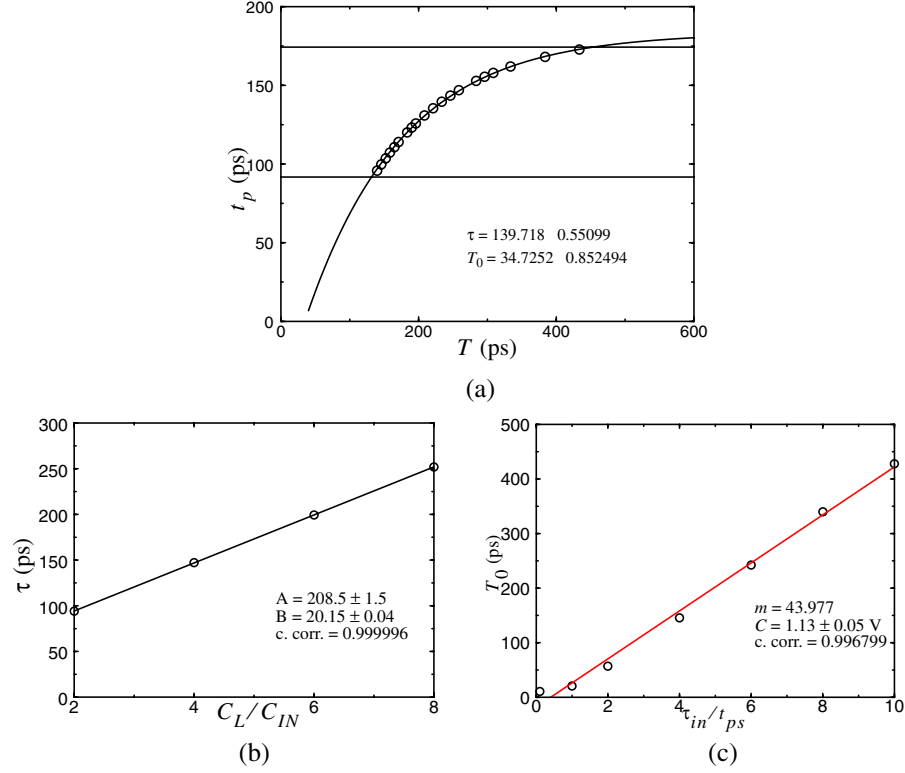 200
150
100
50
0
t_p (ps)
τ = 139.718 0.55099
T_0 = 34.7252 0.852494
0 200 400 600
T (ps)
(a)
300
250
200
150
100
50
0
τ (ps)
A = 208.5 ± 1.5
B = 20.15 ± 0.04
c. corr. = 0.999996
2 4 6 8
C_L/C_IN
(b)
500
400
300
200
100
0
T_0 (ps)
m = 43.977
C = 1.13 ± 0.05 V
c. corr. = 0.996799
0 2 4 6 8 10
τ_in/t_ps
(c)